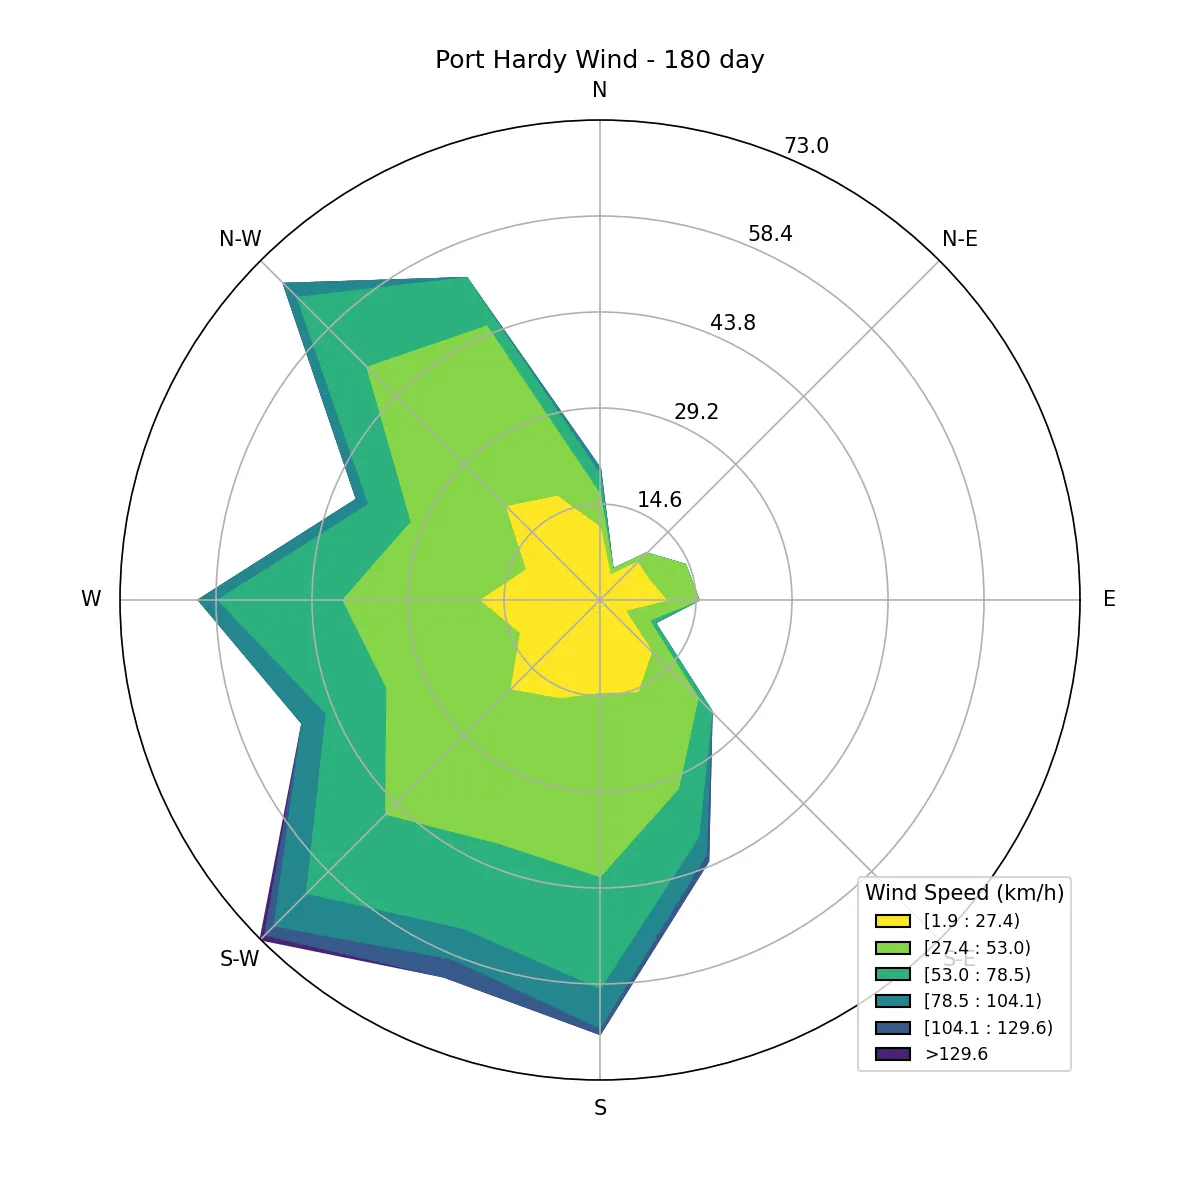 Port Hardy Wind - 180 day
N
73.0
58.4
N-W
N-E
43.8
29.2
14.6
W
E
Wind Speed (km/h)
[1.9 : 27.4)
[27.4 : 53.0)
S-W
S-E
[53.0 : 78.5)
[78.5 : 104.1)
[104.1 : 129.6)
>129.6
S